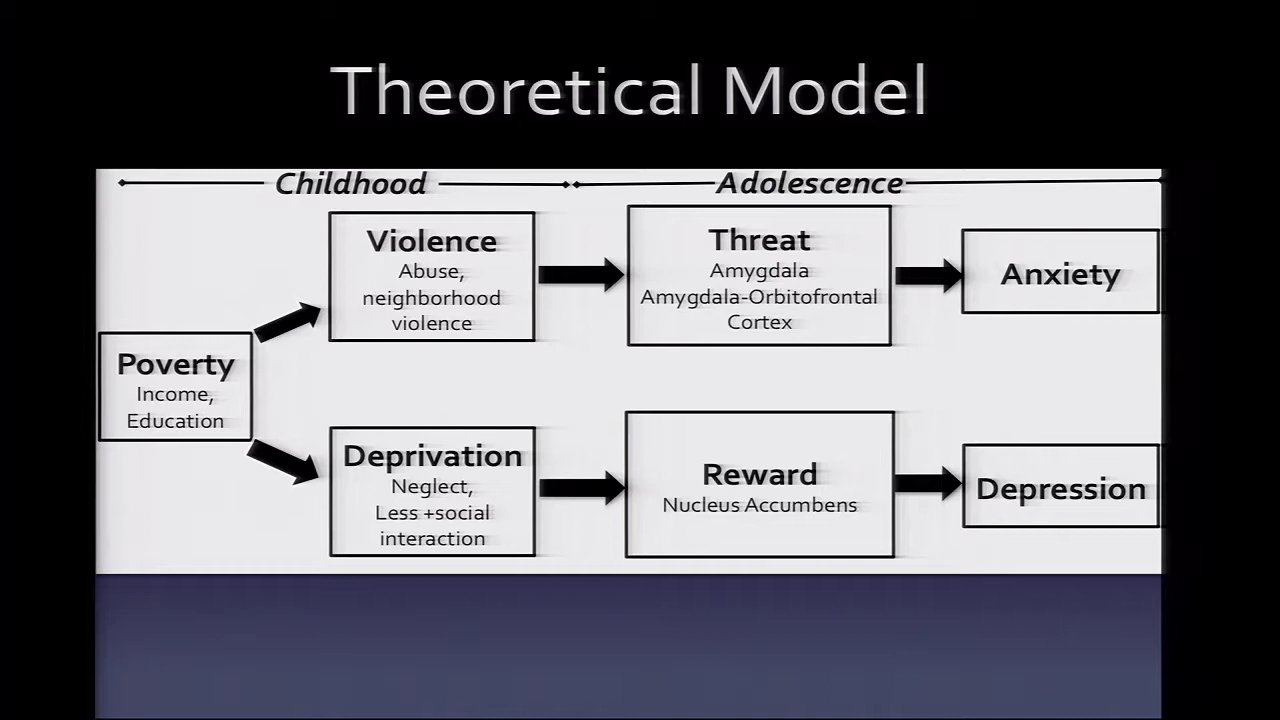 Theoretical Model
Childhood
Adolescence
Violence
Abuse,
neighborhood
violence
Threat
Amygdala
Amygdala-Orbitofrontal
Cortex
Anxiety
Poverty
Income,
Education
Deprivation
Neglect,
Less +social
interaction
Reward
Nucleus Accumbens
Depression